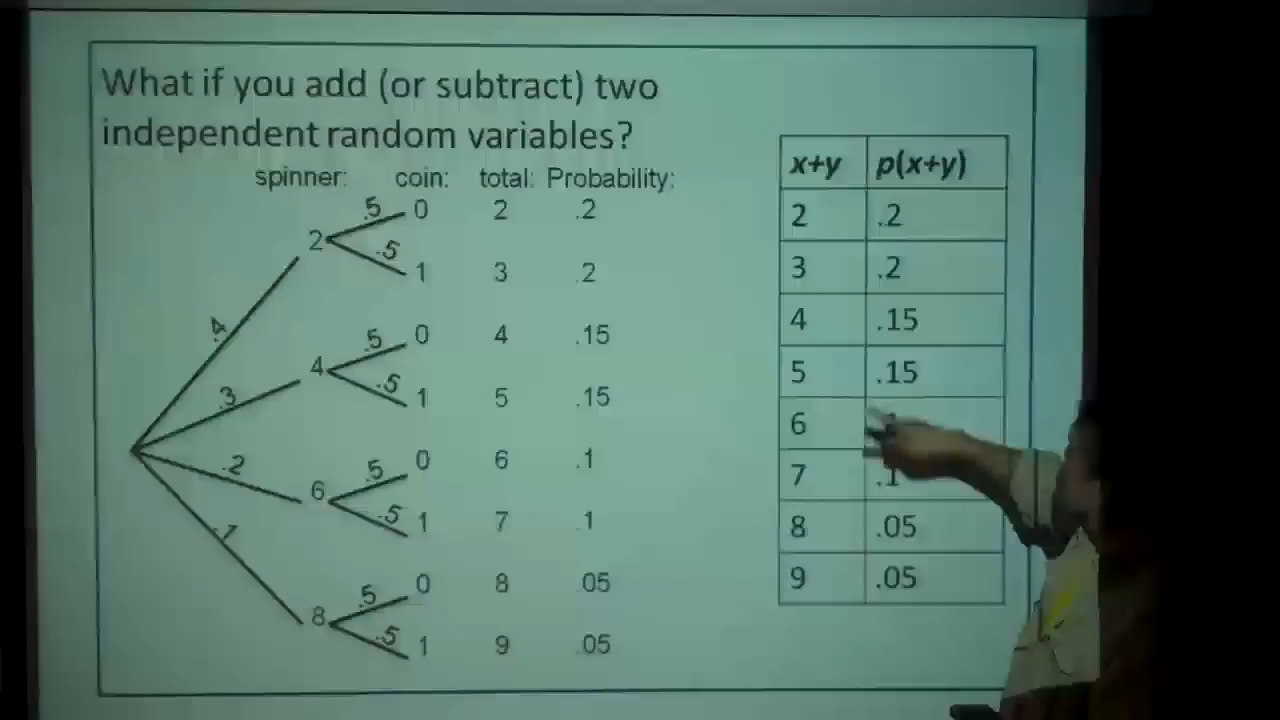 What if you add (or subtract) two
independent random variables?
spinner: coin: total: Probability:
.5 0 2 .2
2
.5 1 3 .2
.4
.5 0 4 .15
4
.3
.5 1 5 .15
.2
.5 0 6 .1
6
.5 1 7 .1
.1
.5 0 8 .05
8
.5 1 9 .05
x+y p(x+y)
2 .2
3 .2
4 .15
5 .15
6
7 .1
8 .05
9 .05